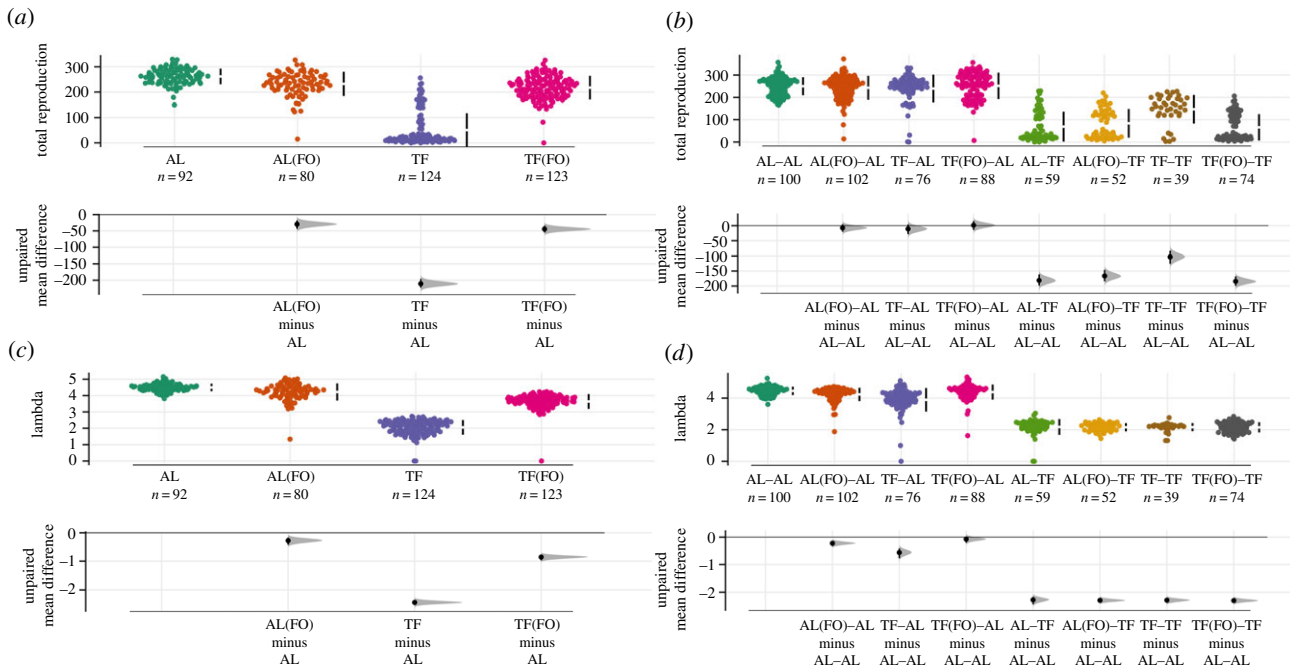 (a)
total reproduction
300
200
100
0
AL AL(FO) TF TF(FO)
n = 92 n = 80 n = 124 n = 123
unpaired
mean difference
0
–50
–100
–150
–200
AL(FO) TF TF(FO)
minus minus minus
AL AL AL
(b)
total reproduction
300
200
100
0
AL–AL AL(FO)–AL TF–AL TF(FO)–AL AL–TF AL(FO)–TF TF–TF TF(FO)–TF
n = 100 n = 102 n = 76 n = 88 n = 59 n = 52 n = 39 n = 74
unpaired
mean difference
0
–50
–100
–150
–200
AL(FO)–AL TF–AL TF(FO)–AL AL–TF AL(FO)–TF TF–TF TF(FO)–TF
minus minus minus minus minus minus minus
AL–AL AL–AL AL–AL AL–AL AL–AL AL–AL AL–AL
(c)
lambda
5
4
3
2
1
0
AL AL(FO) TF TF(FO)
n = 92 n = 80 n = 124 n = 123
unpaired
mean difference
0
–1
–2
AL(FO) TF TF(FO)
minus minus minus
AL AL AL
(d)
lambda
4
2
0
AL–AL AL(FO)–AL TF–AL TF(FO)–AL AL–TF AL(FO)–TF TF–TF TF(FO)–TF
n = 100 n = 102 n = 76 n = 88 n = 59 n = 52 n = 39 n = 74
unpaired
mean difference
0
–1
–2
AL(FO)–AL TF–AL TF(FO)–AL AL–TF AL(FO)–TF TF–TF TF(FO)–TF
minus minus minus minus minus minus minus
AL–AL AL–AL AL–AL AL–AL AL–AL AL–AL AL–AL